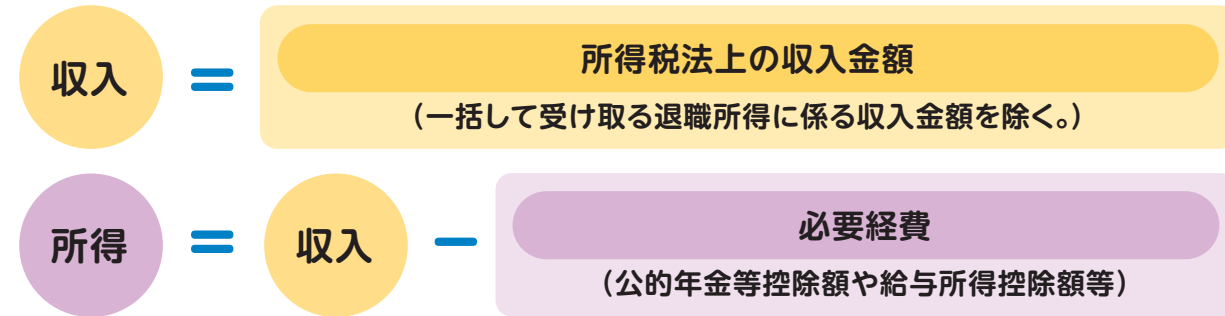 収入 = 所得税法上の収入金額
(一括して受け取る退職所得に係る収入金額を除く。)
所得 = 収入 − 必要経費
(公的年金等控除額や給与所得控除額等)